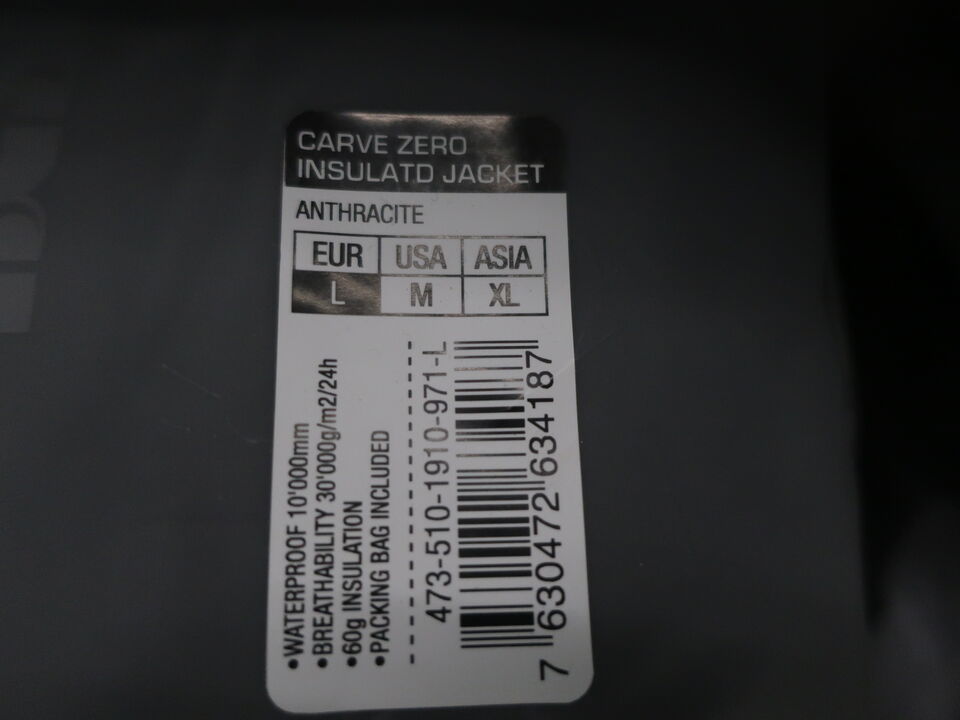 CARVE ZERO
INSULATD JACKET
ANTHRACITE
EUR USA ASIA
L M XL
•WATERPROOF 10'000mm
•BREATHABILITY 30'000g/m2/24h
•60g INSULATION
•PACKING BAG INCLUDED
473-510-1910-971-L
7 630472 634187